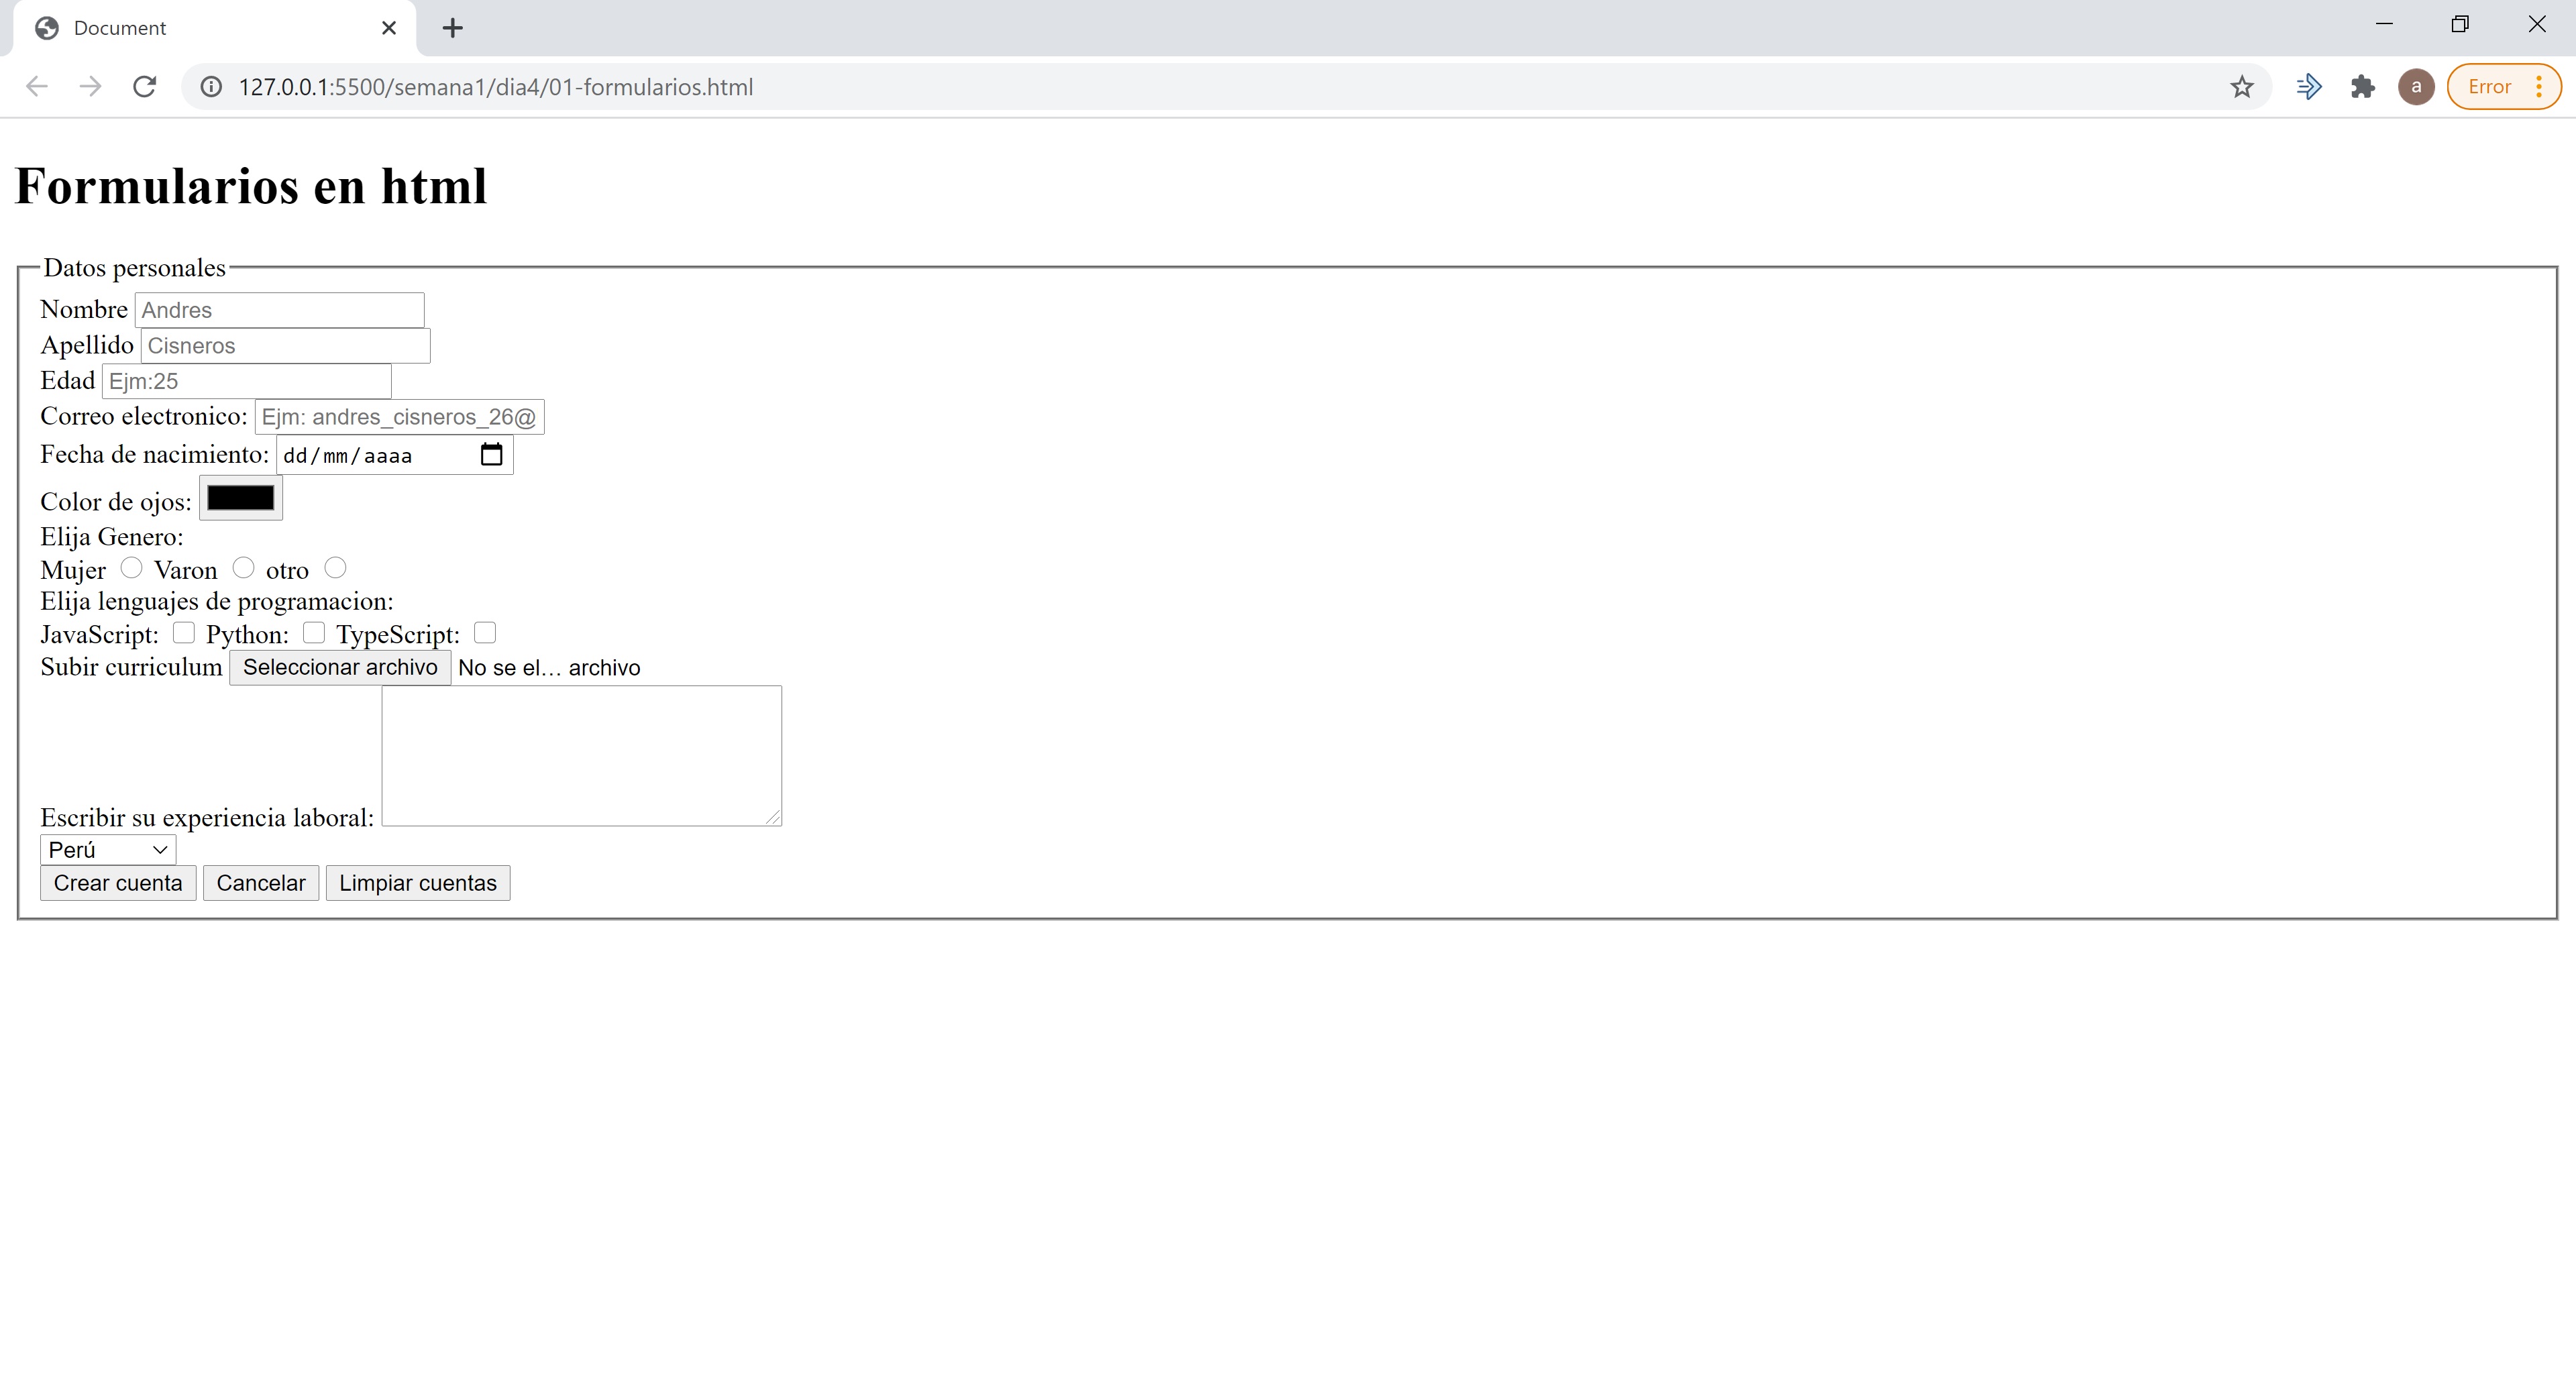 Document
127.0.0.1:5500/semana1/dia4/01-formularios.html
a
Error
Formularios en html
Datos personales
Nombre Andres
Apellido Cisneros
Edad Ejm:25
Correo electronico: Ejm: andres_cisneros_26@
Fecha de nacimiento: dd/mm/aaaa
Color de ojos:
Elija Genero:
Mujer Varon otro
Elija lenguajes de programacion:
JavaScript: Python: TypeScript:
Subir curriculum Seleccionar archivo No se el… archivo
Escribir su experiencia laboral:
Perú
Crear cuenta Cancelar Limpiar cuentas